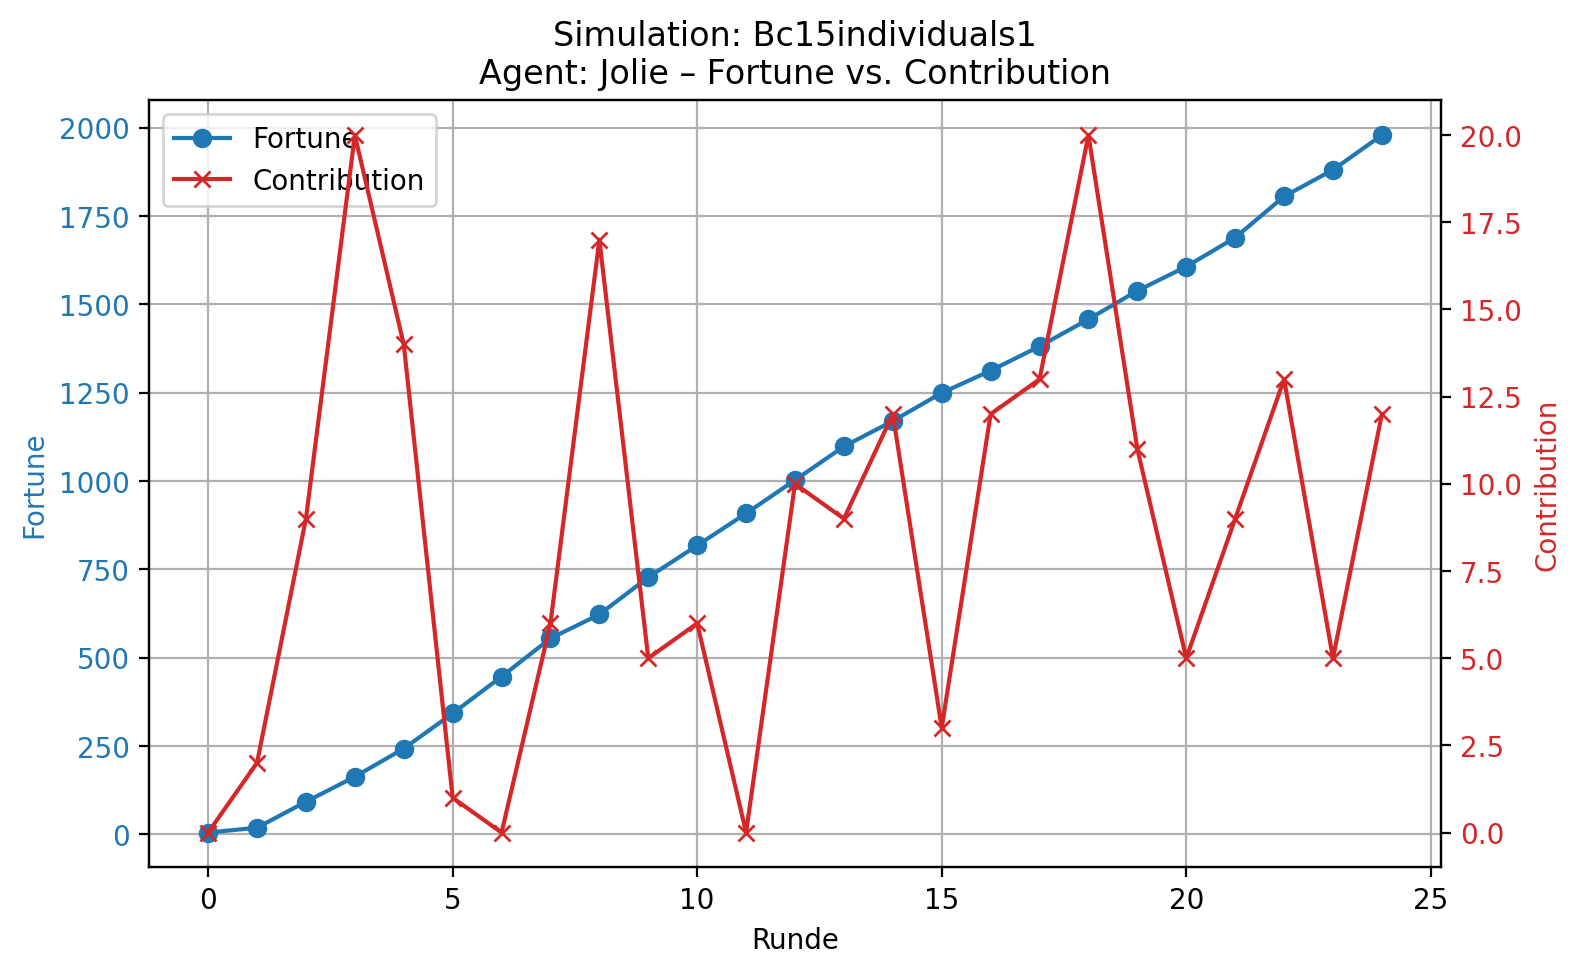 Simulation: Bc15individuals1
Agent: Jolie – Fortune vs. Contribution
Fortune
Contribution
2000
1750
1500
1250
1000
750
500
250
0
Fortune
20.0
17.5
15.0
12.5
10.0
7.5
5.0
2.5
0.0
Contribution
0 5 10 15 20 25
Runde